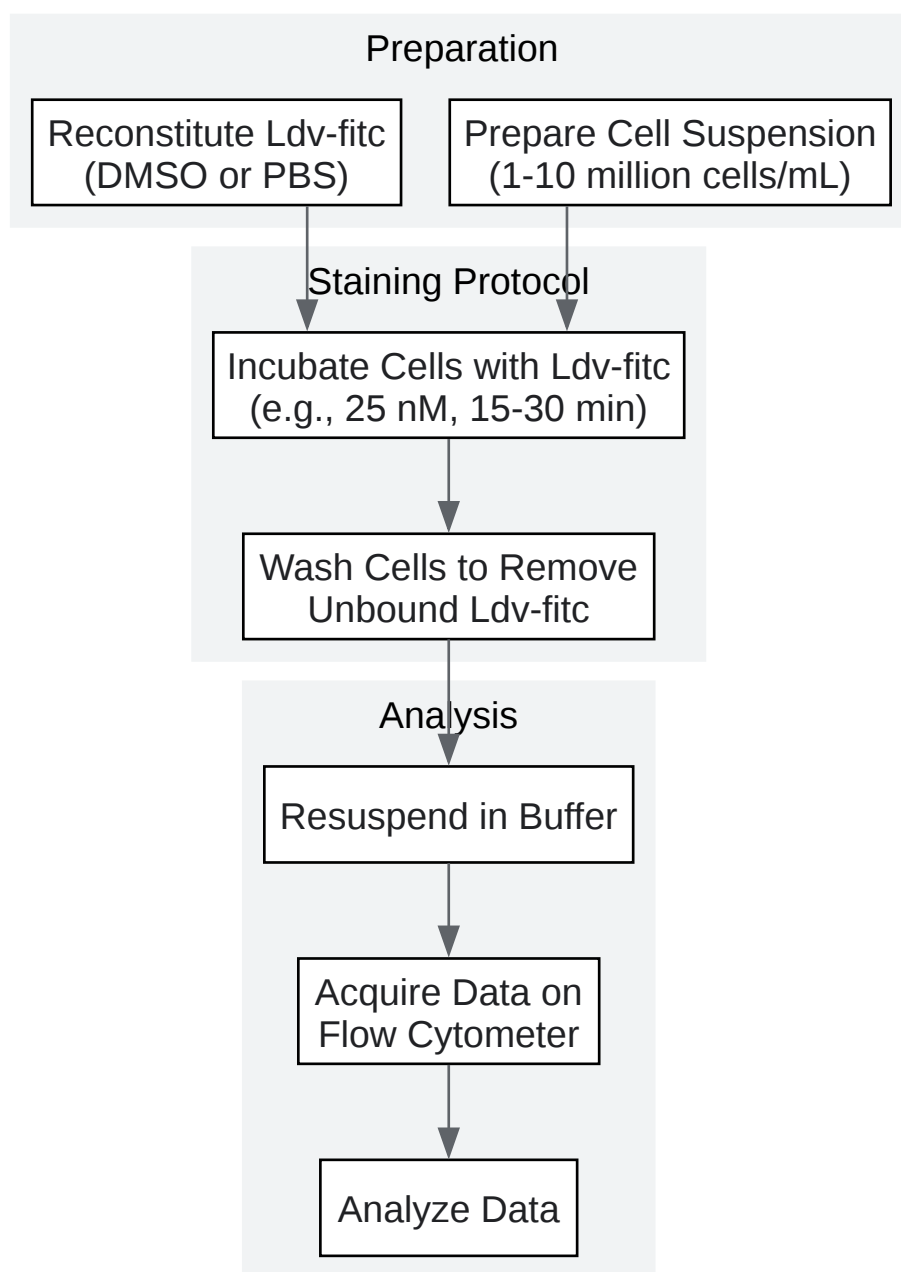 Preparation
Reconstitute Ldv-fitc
(DMSO or PBS)
Prepare Cell Suspension
(1-10 million cells/mL)
Staining Protocol
Incubate Cells with Ldv-fitc
(e.g., 25 nM, 15-30 min)
Wash Cells to Remove
Unbound Ldv-fitc
Analysis
Resuspend in Buffer
Acquire Data on
Flow Cytometer
Analyze Data